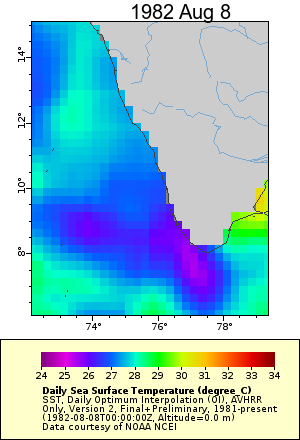 1982 Aug 8
14°
12°
10°
8°
74°
76°
78°
24 25 26 27 28 29 30 31 32 33 34
Daily Sea Surface Temperature (degree_C)
SST, Daily Optimum Interpolation (OI), AVHRR
Only, Version 2, Final+Preliminary, 1981-present
(1982-08-08T00:00:00Z, Altitude=0.0 m)
Data courtesy of NOAA NCEI